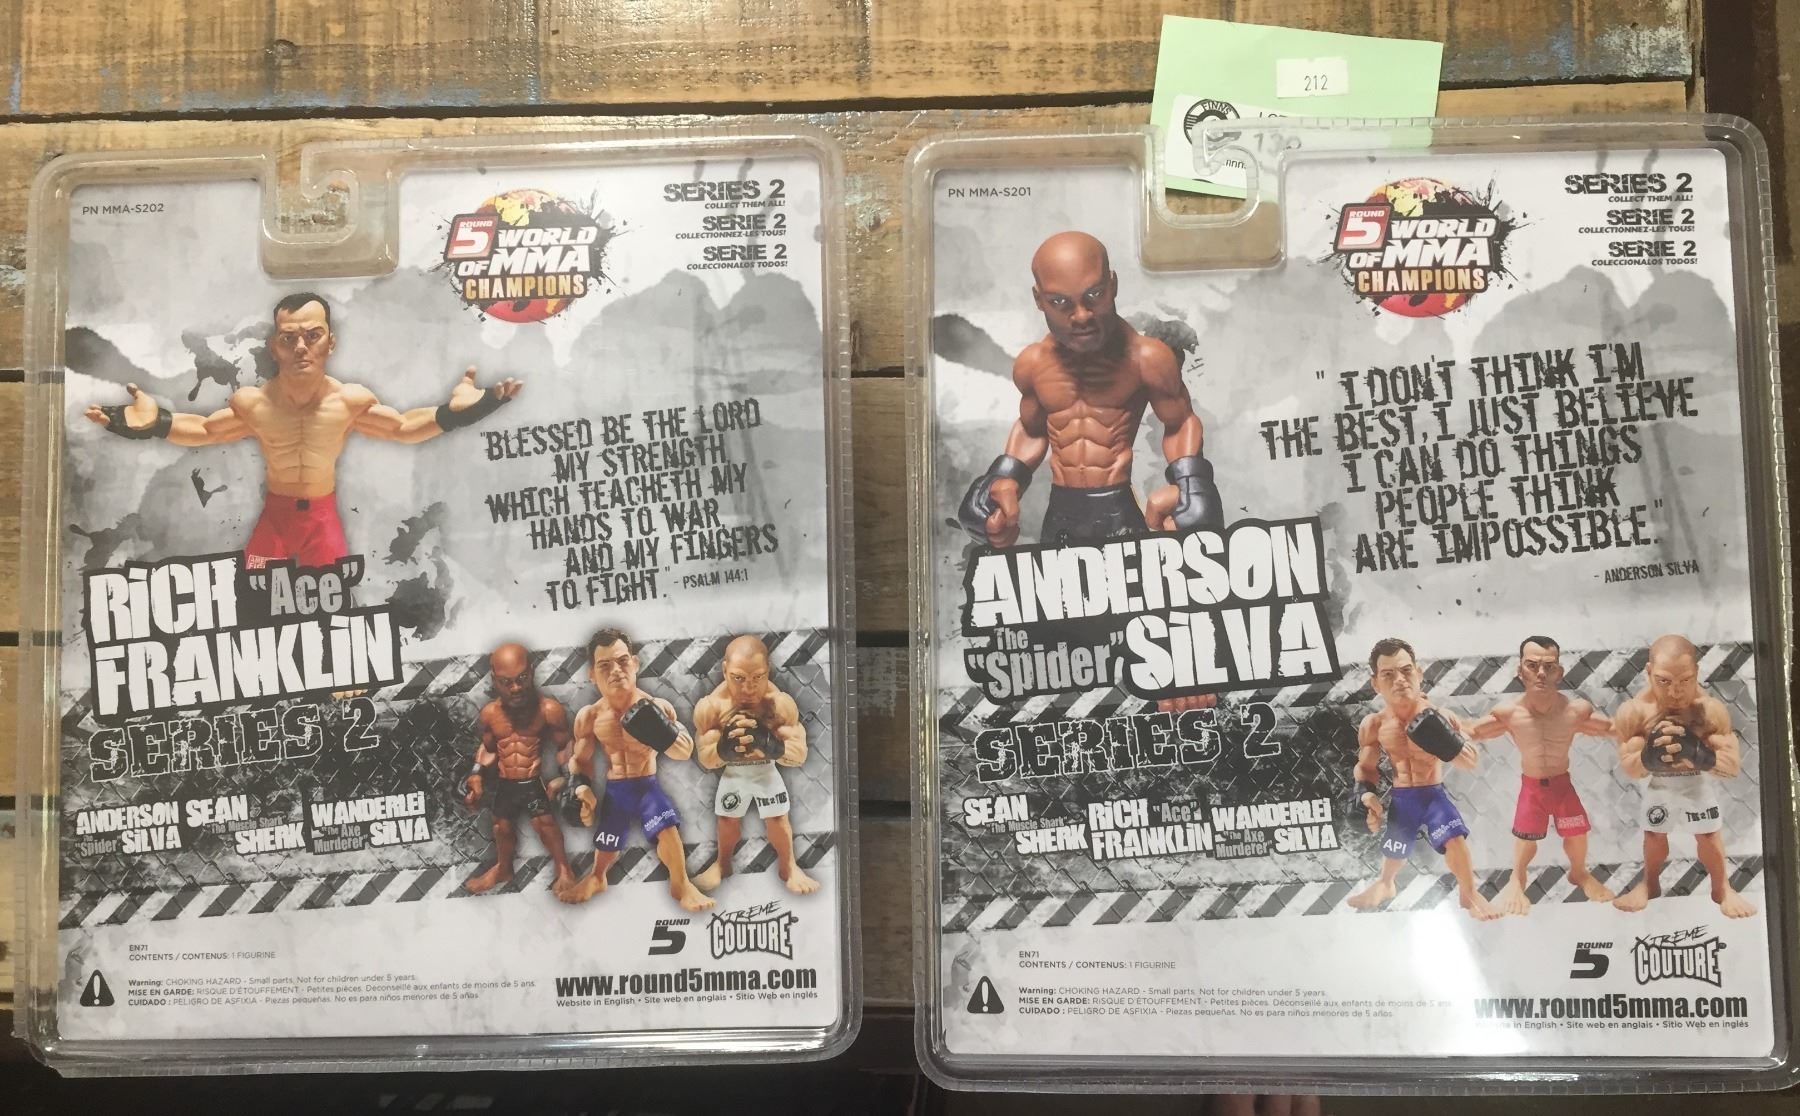 212
FINNS
PN MMA-S202
ROUND 5
WORLD
OF MMA
CHAMPIONS
SERIES 2
COLLECT THEM ALL!
SERIE 2
COLLECTIONNEZ-LES TOUS!
SERIE 2
COLECCIONALOS TODOS!
"BLESSED BE THE LORD
MY STRENGTH
WHICH TEACHETH MY
HANDS TO WAR,
AND MY FINGERS
TO FIGHT." - PSALM 144:1
RiCH "Ace"
FRANKLiN
SERIES 2
ANDERSON
The "Spider" SiLVA
SEAN
"The Muscle Shark"
SHERK
WANDERLEi
"The Axe Murderer" SiLVA
API
ROUND 5
XTREME
COUTURE
EN71
CONTENTS / CONTENUS: 1 FIGURINE
Warning: CHOKING HAZARD - Small parts. Not for children under 5 years.
MISE EN GARDE: RISQUE D'ÉTOUFFEMENT - Petites pièces. Déconseillé aux enfants de moins de 5 ans.
CUIDADO : PELIGRO DE ASFIXIA - Piezas pequeñas. No es para niños menores de 5 años.
www.round5mma.com
Website in English • Site web en anglais • Sitio Web en inglés
PN MMA-S201
ROUND 5
WORLD
OF MMA
CHAMPIONS
SERIES 2
COLLECT THEM ALL!
SERIE 2
COLLECTIONNEZ-LES TOUS!
SERIE 2
COLECCIONALOS TODOS!
"I DON'T THINK I'M
THE BEST, I JUST BELIEVE
I CAN DO THINGS
PEOPLE THINK
ARE IMPOSSIBLE."
- ANDERSON SILVA
ANDERSON
The "Spider" SiLVA
SERIES 2
SEAN
"The Muscle Shark"
SHERK
RiCH "Ace"
FRANKLiN
WANDERLEi
"The Axe Murderer" SiLVA
API
ROUND 5
XTREME
COUTURE
EN71
CONTENTS / CONTENUS: 1 FIGURINE
Warning: CHOKING HAZARD - Small parts. Not for children under 5 years.
MISE EN GARDE: RISQUE D'ÉTOUFFEMENT - Petites pièces. Déconseillé aux enfants de moins de 5 ans.
CUIDADO : PELIGRO DE ASFIXIA - Piezas pequeñas. No es para niños menores de 5 años.
www.round5mma.com
in English • Site web en anglais • Sitio Web en inglés